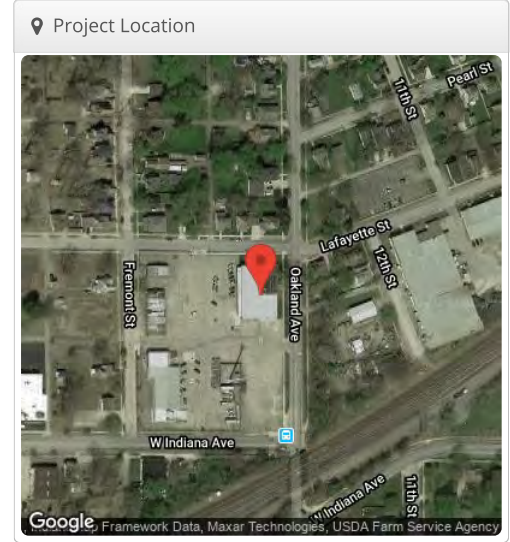 Project Location
Pearl St
11th St
Lafayette St
12th St
Fremont St
Oakland Ave
W Indiana Ave
W Indiana Ave
11th St
Google
Framework Data, Maxar Technologies, USDA Farm Service Agency